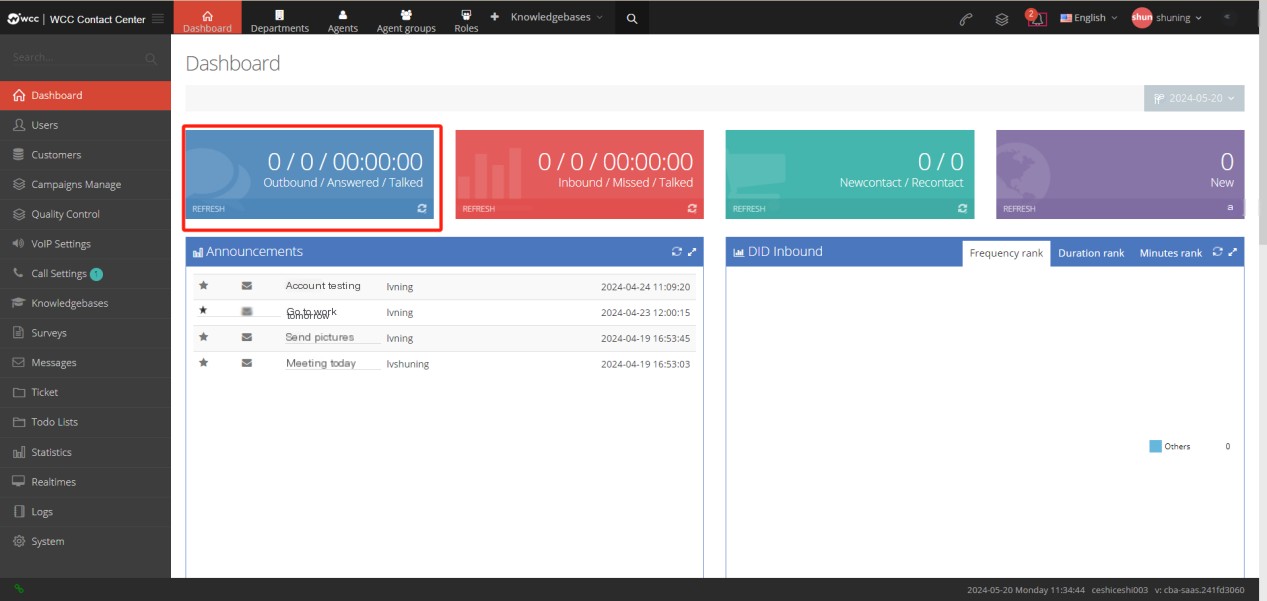 wcc | WCC Contact Center
Dashboard
Departments
Agents
Agent groups
Roles
Knowledgebases
2
English
shun shuning
Search...
Dashboard
Users
Customers
Campaigns Manage
Quality Control
VoIP Settings
Call Settings
Knowledgebases
Surveys
Messages
Ticket
Todo Lists
Statistics
Realtimes
Logs
System
Dashboard
2024-05-20
0 / 0 / 00:00:00
Outbound / Answered / Talked
REFRESH
0 / 0 / 00:00:00
Inbound / Missed / Talked
REFRESH
0 / 0
Newcontact / Recontact
REFRESH
0
New
REFRESH a
Announcements
Account testing lvning 2024-04-24 11:09:20
Go to work
tomorrow
lvning 2024-04-23 12:00:15
Send pictures lvning 2024-04-19 16:53:45
Meeting today lvshuning 2024-04-19 16:53:03
DID Inbound
Frequency rank Duration rank Minutes rank
Others 0
2024-05-20 Monday 11:34:44 ceshiceshi003 v: cba-saas.241fd3060